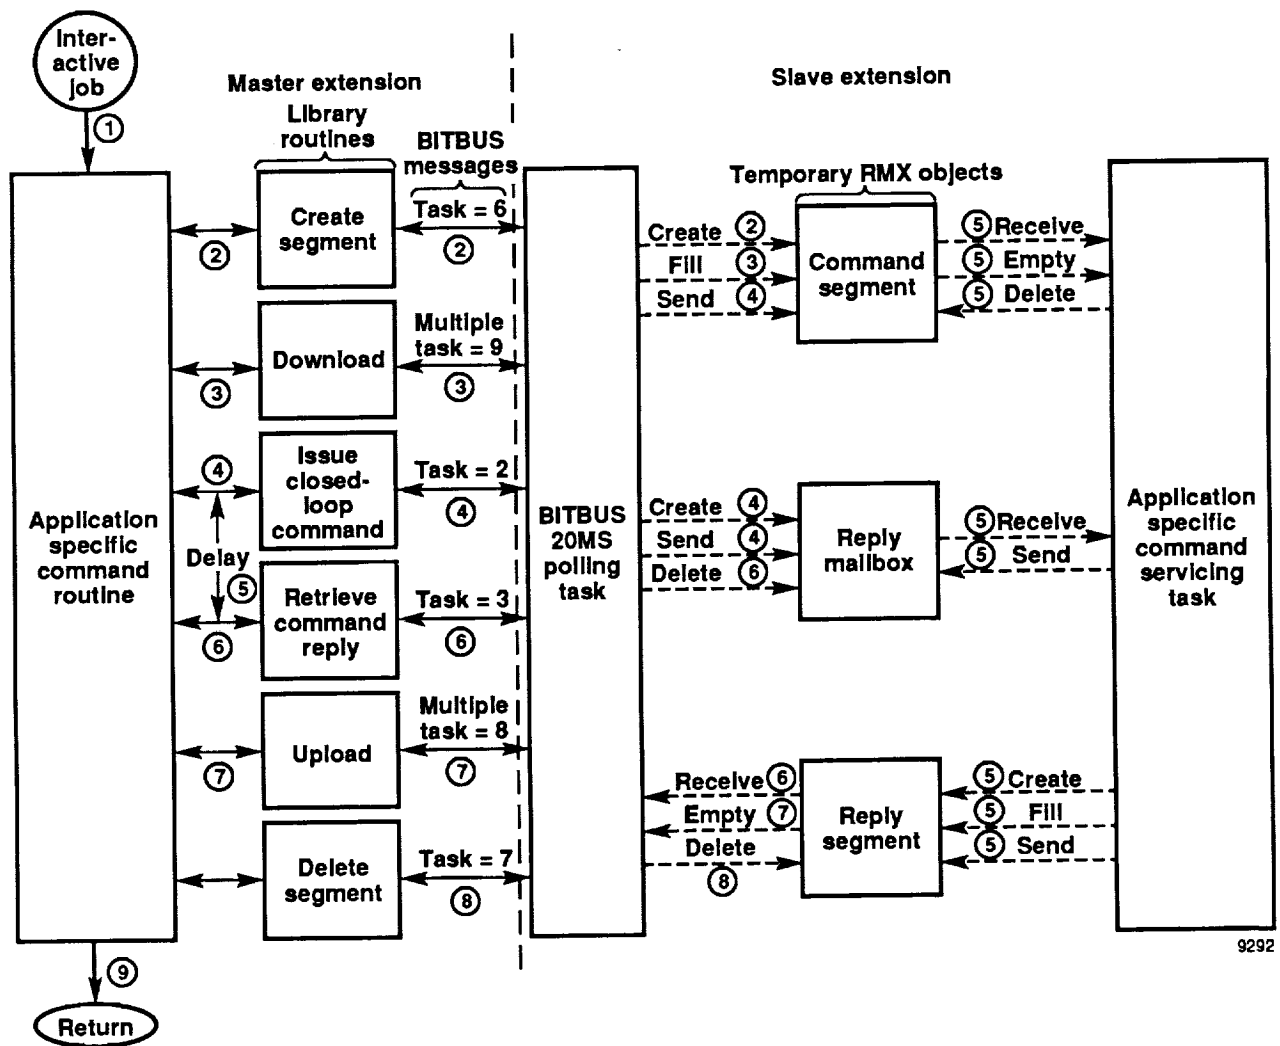 Inter-
active
job
1
Master extension
Slave extension
Library
routines
BITBUS
messages
Temporary RMX objects
Application
specific
command
routine
2
Create
segment
Task = 6
2
3
Download
Multiple
task = 9
3
4
Issue
closed-
loop
command
Task = 2
4
Delay
5
6
Retrieve
command
reply
Task = 3
6
7
Upload
Multiple
task = 8
7
Delete
segment
Task = 7
8
9
Return
BITBUS
20MS
polling
task
Create 2
Fill 3
Send 4
Command
segment
5 Receive
5 Empty
5 Delete
Create 4
Send 4
Delete 6
Reply
mailbox
5 Receive
5 Send
Receive 6
Empty 7
Delete
8
Reply
segment
5 Create
5 Fill
5 Send
Application
specific
command
servicing
task
9292